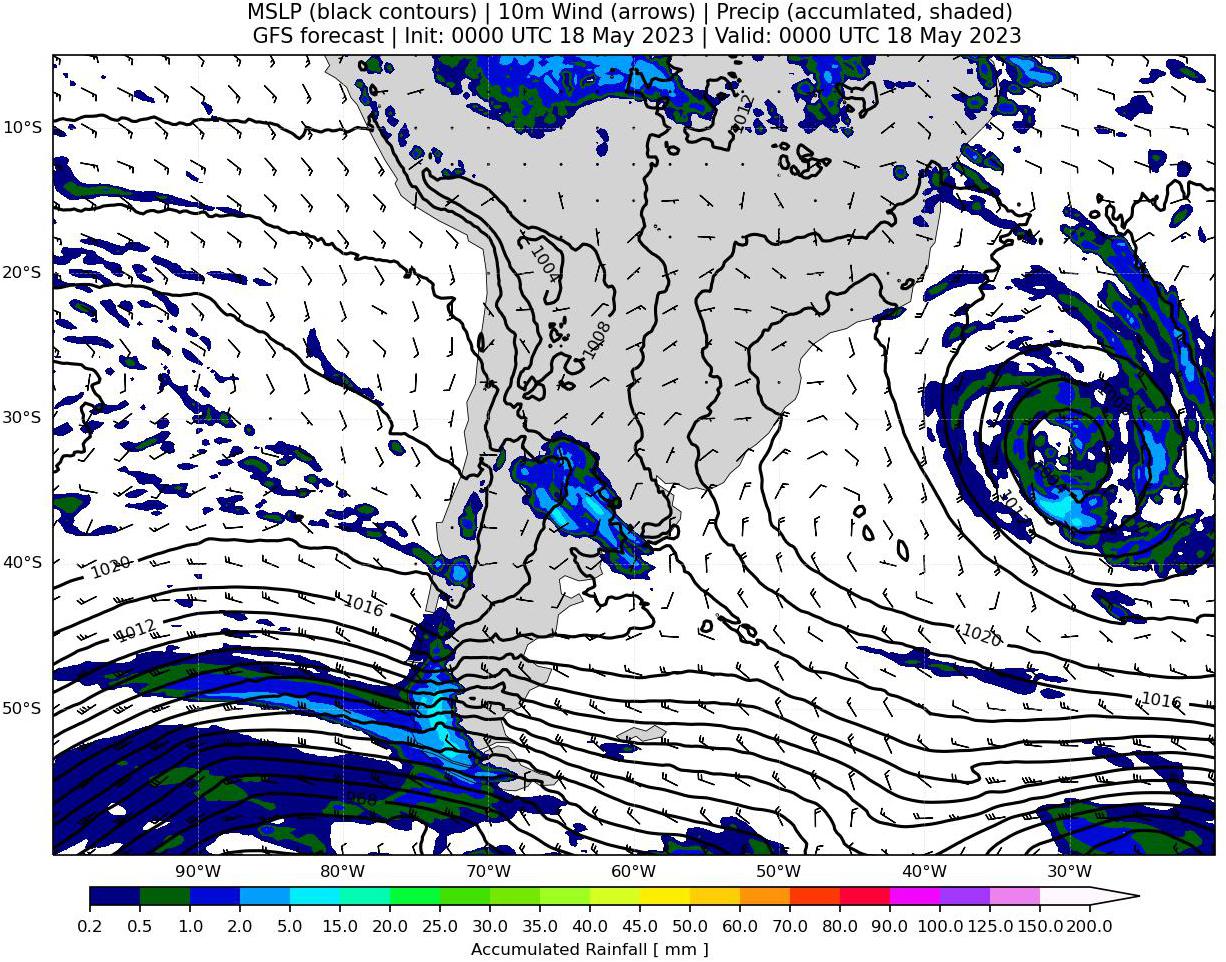 MSLP (black contours) | 10m Wind (arrows) | Precip (accumlated, shaded)
GFS forecast | Init: 0000 UTC 18 May 2023 | Valid: 0000 UTC 18 May 2023
1012
10°S
20°S
1004
1008
30°S
40°S
1020
1016
1012
1020
1016
50°S
988
90°W 80°W 70°W 60°W 50°W 40°W 30°W
0.2 0.5 1.0 2.0 5.0 10.0 15.0 20.0 25.0 30.0 35.0 40.0 45.0 50.0 60.0 70.0 80.0 90.0 100.0 125.0 150.0 200.0
Accumulated Rainfall [ mm ]